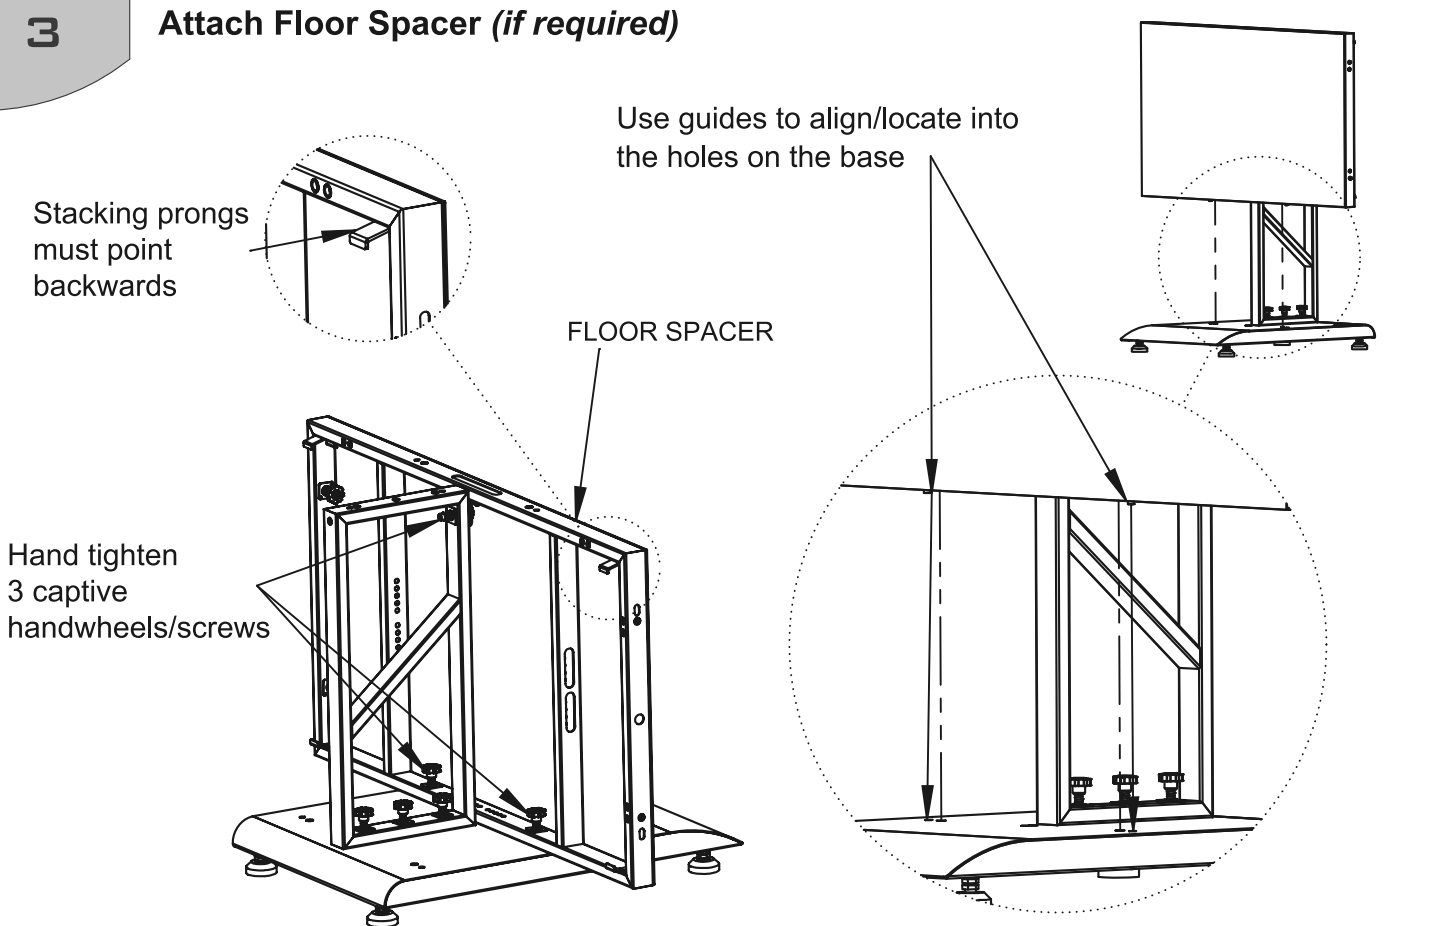 3
Attach Floor Spacer (if required)
Use guides to align/locate into
the holes on the base
Stacking prongs
must point
backwards
FLOOR SPACER
Hand tighten
3 captive
handwheels/screws